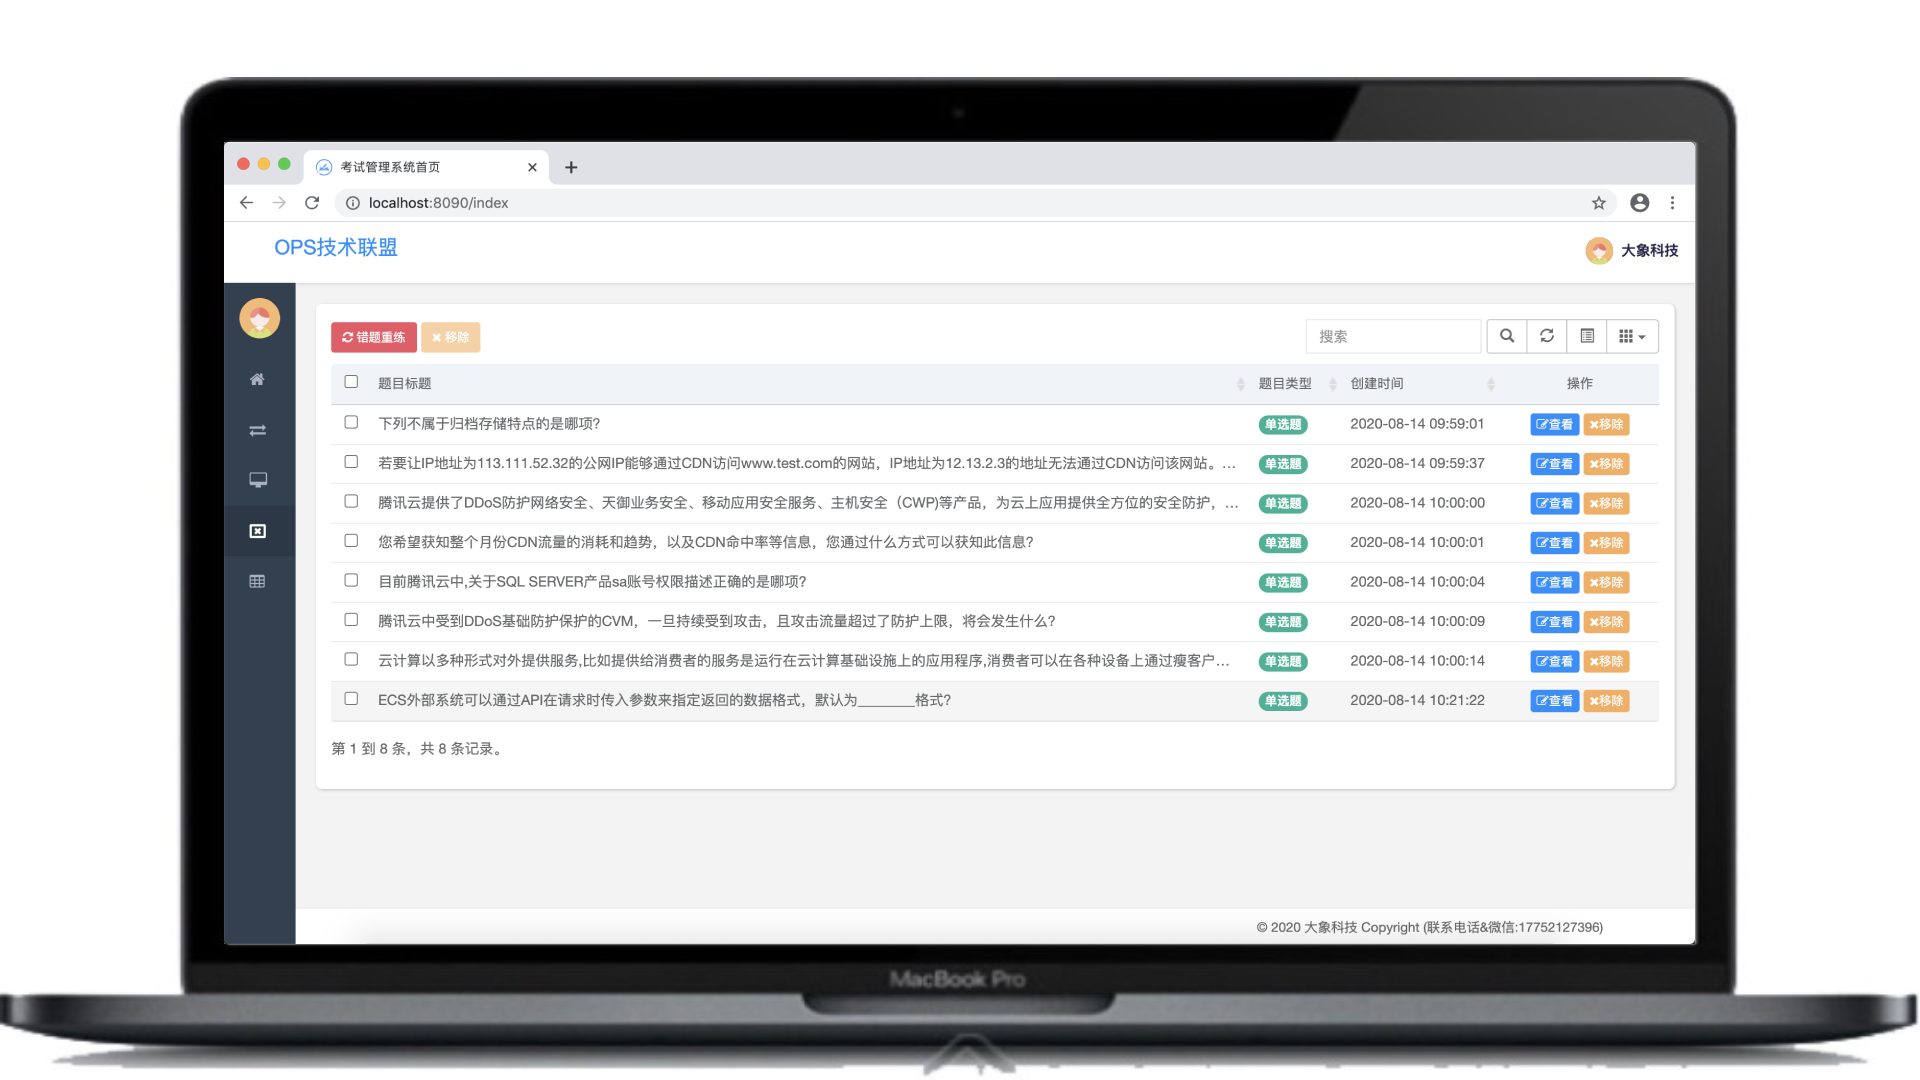 考试管理系统首页
localhost:8090/index
OPS技术联盟
大象科技
错题重练 移除 搜索
题目标题 题目类型 创建时间 操作
下列不属于归档存储特点的是哪项? 单选题 2020-08-14 09:59:01 查看 移除
若要让IP地址为113.111.52.32的公网IP能够通过CDN访问www.test.com的网站，IP地址为12.13.2.3的地址无法通过CDN访问该网站。... 单选题 2020-08-14 09:59:37 查看 移除
腾讯云提供了DDoS防护网络安全、天御业务安全、移动应用安全服务、主机安全（CWP)等产品，为云上应用提供全方位的安全防护，... 单选题 2020-08-14 10:00:00 查看 移除
您希望获知整个月份CDN流量的消耗和趋势，以及CDN命中率等信息，您通过什么方式可以获知此信息? 单选题 2020-08-14 10:00:01 查看 移除
目前腾讯云中,关于SQL SERVER产品sa账号权限描述正确的是哪项? 单选题 2020-08-14 10:00:04 查看 移除
腾讯云中受到DDoS基础防护保护的CVM，一旦持续受到攻击，且攻击流量超过了防护上限，将会发生什么? 单选题 2020-08-14 10:00:09 查看 移除
云计算以多种形式对外提供服务,比如提供给消费者的服务是运行在云计算基础设施上的应用程序,消费者可以在各种设备上通过瘦客户... 单选题 2020-08-14 10:00:14 查看 移除
ECS外部系统可以通过API在请求时传入参数来指定返回的数据格式，默认为________格式? 单选题 2020-08-14 10:21:22 查看 移除
第 1 到 8 条，共 8 条记录。
© 2020 大象科技 Copyright (联系电话&微信:17752127396)
MacBook Pro